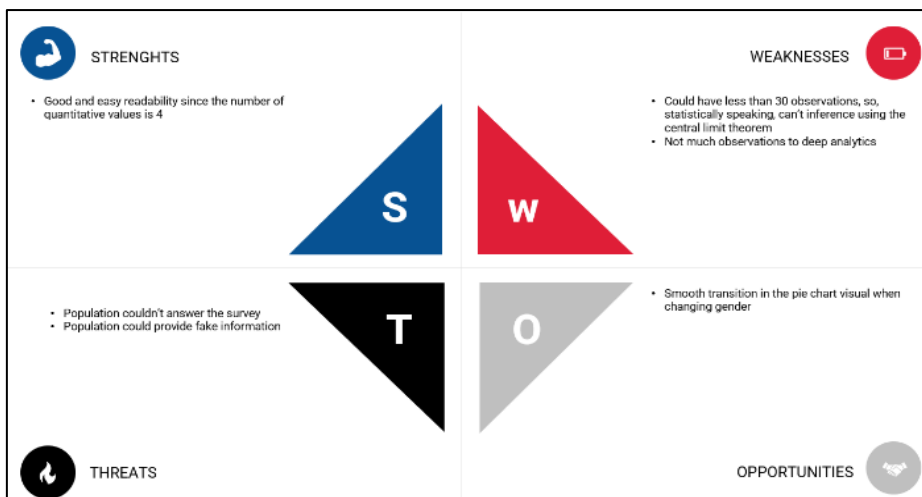 STRENGHTS
• Good and easy readability since the number of
quantitative values is 4
S
WEAKNESSES
• Could have less than 30 observations, so,
statistically speaking, can't inference using the
central limit theorem
• Not much observations to deep analytics
w
• Population couldn't answer the survey
• Population could provide fake information
T
THREATS
• Smooth transition in the pie chart visual when
changing gender
O
OPPORTUNITIES